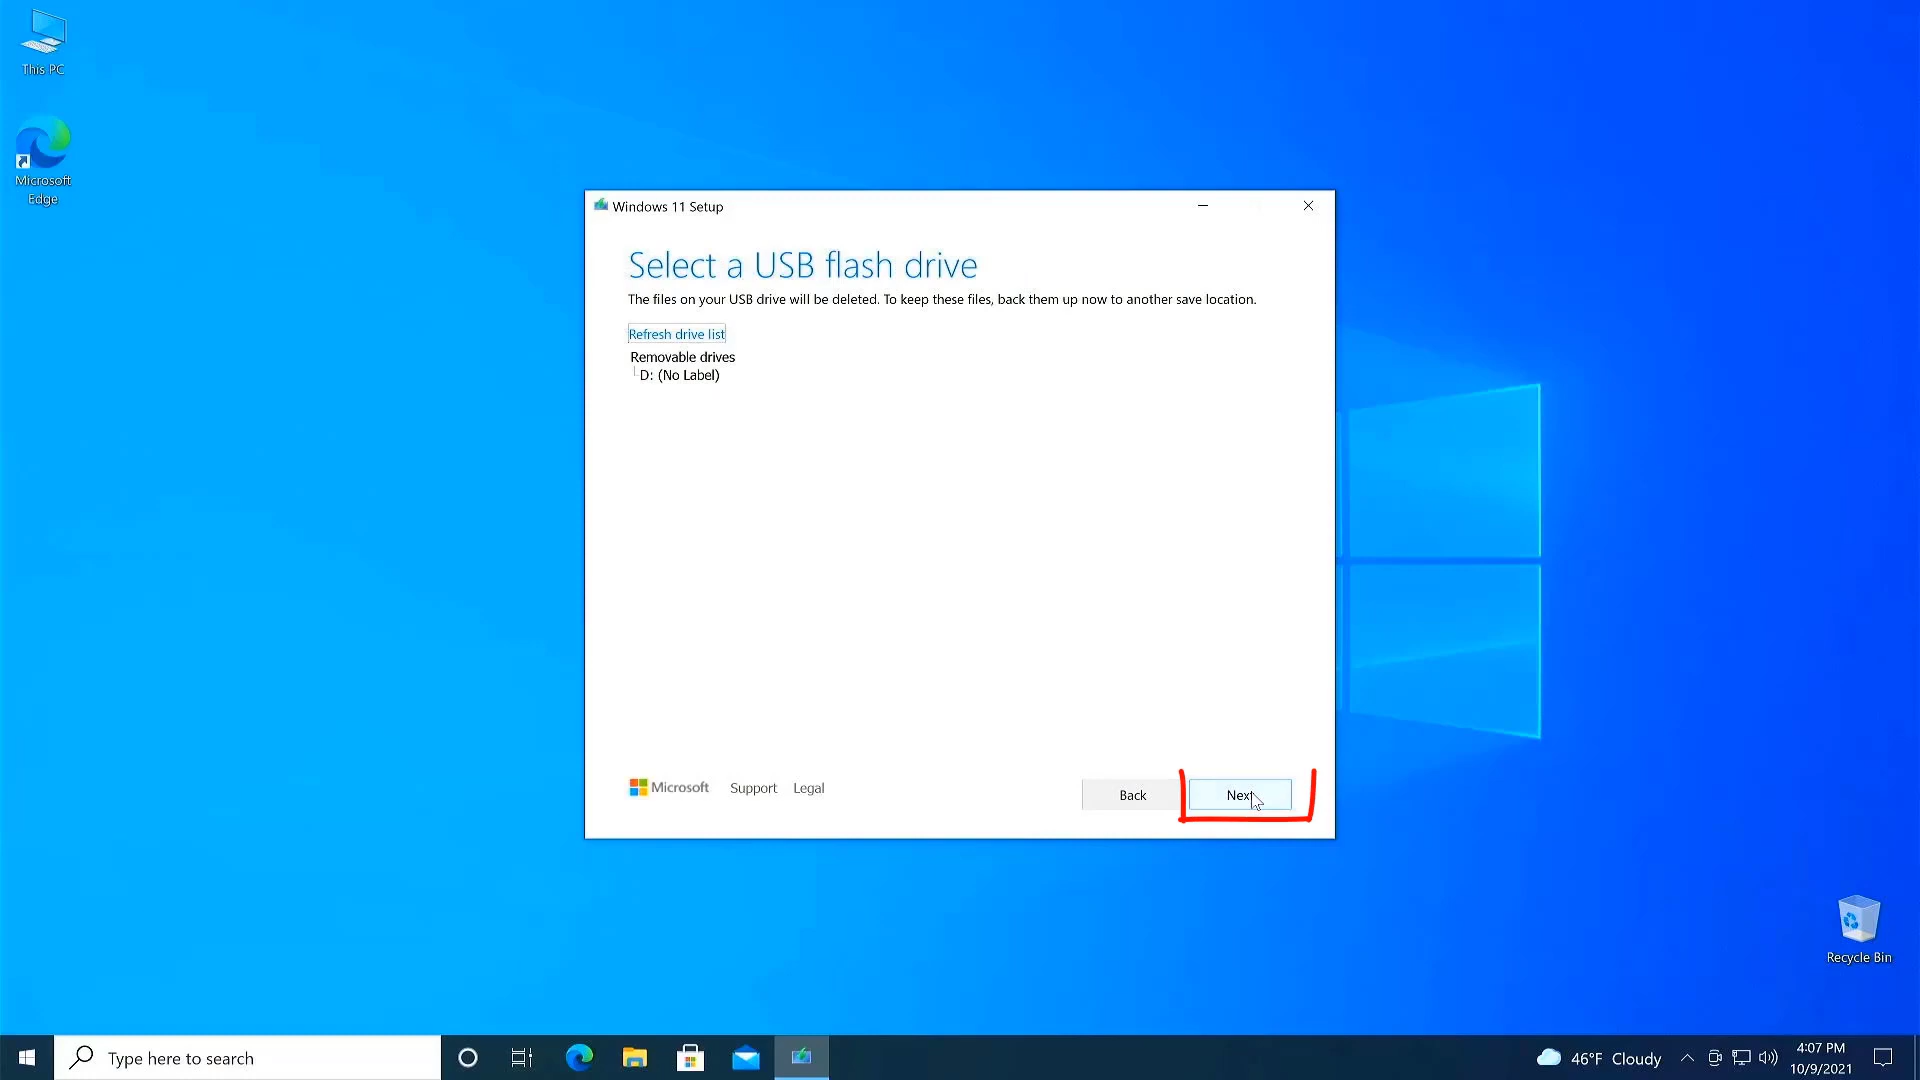 This PC
Microsoft
Edge
Windows 11 Setup
Select a USB flash drive
The files on your USB drive will be deleted. To keep these files, back them up now to another save location.
Refresh drive list
Removable drives
D: (No Label)
Microsoft Support Legal
Back
Next
Recycle Bin
Type here to search
46°F Cloudy
4:07 PM
10/9/2021